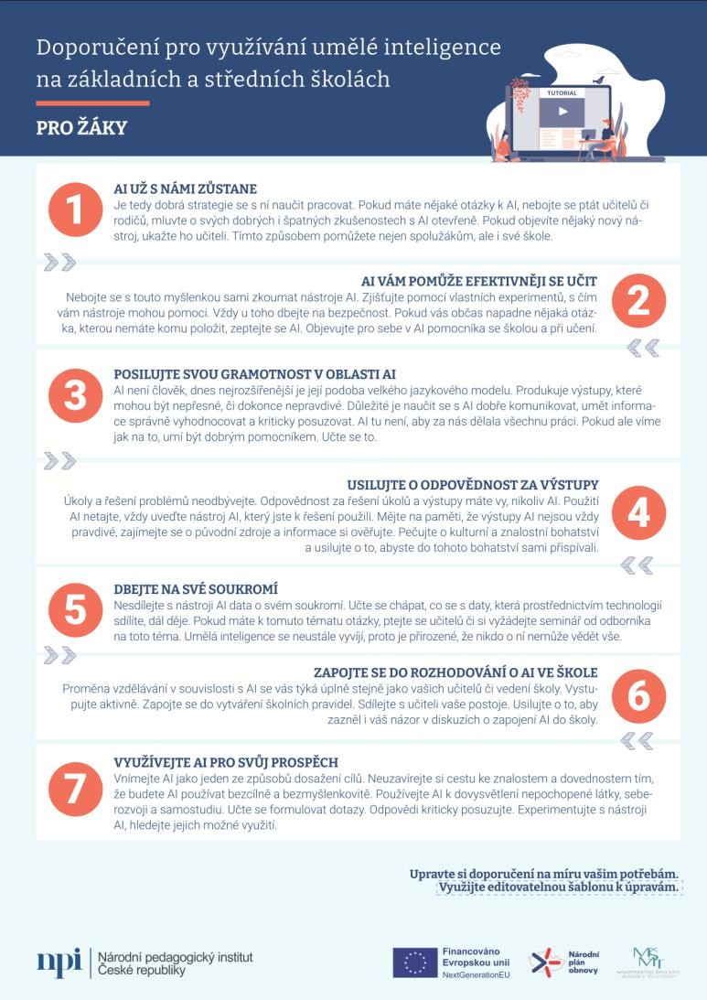 Doporučení pro využívání umělé inteligence
na základních a středních školách
PRO ŽÁKY
TUTORIAL
1
AI UŽ S NÁMI ZŮSTANE
Je tedy dobrá strategie se s ní naučit pracovat. Pokud máte nějaké otázky k AI, nebojte se ptát učitelů či
rodičů, mluvte o svých dobrých i špatných zkušenostech s AI otevřeně. Pokud objevíte nějaký nový ná-
stroj, ukažte ho učiteli. Tímto způsobem pomůžete nejen spolužákům, ale i své škole.
AI VÁM POMŮŽE EFEKTIVNĚJI SE UČIT
2
Nebojte se s touto myšlenkou sami zkoumat nástroje AI. Zjišťujte pomocí vlastních experimentů, s čím
vám nástroje mohou pomoci. Vždy u toho dbejte na bezpečnost. Pokud vás občas napadne nějaká otáz-
ka, kterou nemáte komu položit, zeptejte se AI. Objevujte pro sebe v AI pomocníka se školou a při učení.
3
POSILUJTE SVOU GRAMOTNOST V OBLASTI AI
AI není člověk, dnes nejrozšířenější je její podoba velkého jazykového modelu. Produkuje výstupy, které
mohou být nepřesné, či dokonce nepravdivé. Důležité je naučit se s AI dobře komunikovat, umět informa-
ce správně vyhodnocovat a kriticky posuzovat. AI tu není, aby za nás dělala všechnu práci. Pokud ale víme
jak na to, umí být dobrým pomocníkem. Učte se to.
USILUJTE O ODPOVĚDNOST ZA VÝSTUPY
4
Úkoly a řešení problémů neodbývejte. Odpovědnost za řešení úkolů a výstupy máte vy, nikoliv AI. Použití
AI netajte, vždy uveďte nástroj AI, který jste k řešení použili. Mějte na paměti, že výstupy AI nejsou vždy
pravdivé, zajímejte se o původní zdroje a informace si ověřujte. Pečujte o kulturní a znalostní bohatství
a usilujte o to, abyste do tohoto bohatství sami přispívali.
5
DBEJTE NA SVÉ SOUKROMÍ
Nesdílejte s nástroji AI data o svém soukromí. Učte se chápat, co se s daty, která prostřednictvím technologií
sdílíte, dál děje. Pokud máte k tomuto tématu otázky, ptejte se učitelů či si vyžádejte seminář od odborníka
na toto téma. Umělá inteligence se neustále vyvíjí, proto je přirozené, že nikdo o ní nemůže vědět vše.
ZAPOJTE SE DO ROZHODOVÁNÍ O AI VE ŠKOLE
6
Proměna vzdělávání v souvislosti s AI se vás týká úplně stejně jako vašich učitelů či vedení školy. Vystu-
pujte aktivně. Zapojte se do vytváření školních pravidel. Sdílejte s učiteli vaše postoje. Usilujte o to, aby
zazněl i váš názor v diskuzích o zapojení AI do školy.
7
VYUŽÍVEJTE AI PRO SVŮJ PROSPĚCH
Vnímejte AI jako jeden ze způsobů dosažení cílů. Neuzavírejte si cestu ke znalostem a dovednostem tím,
že budete AI používat bezcílně a bezmyšlenkovitě. Používejte AI k dovysvětlení nepochopené látky, sebe-
rozvoji a samostudiu. Učte se formulovat dotazy. Odpovědi kriticky posuzujte. Experimentujte s nástroji
AI, hledejte jejich možné využití.
Upravte si doporučení na míru vašim potřebám.
Využijte editovatelnou šablonu k úpravám.
npi
Národní pedagogický institut
České republiky
Financováno
Evropskou unií
NextGenerationEU
Národní
plán
obnovy
MŠMT
MINISTERSTVO ŠKOLSTVÍ,
MLÁDEŽE A TĚLOVÝCHOVY